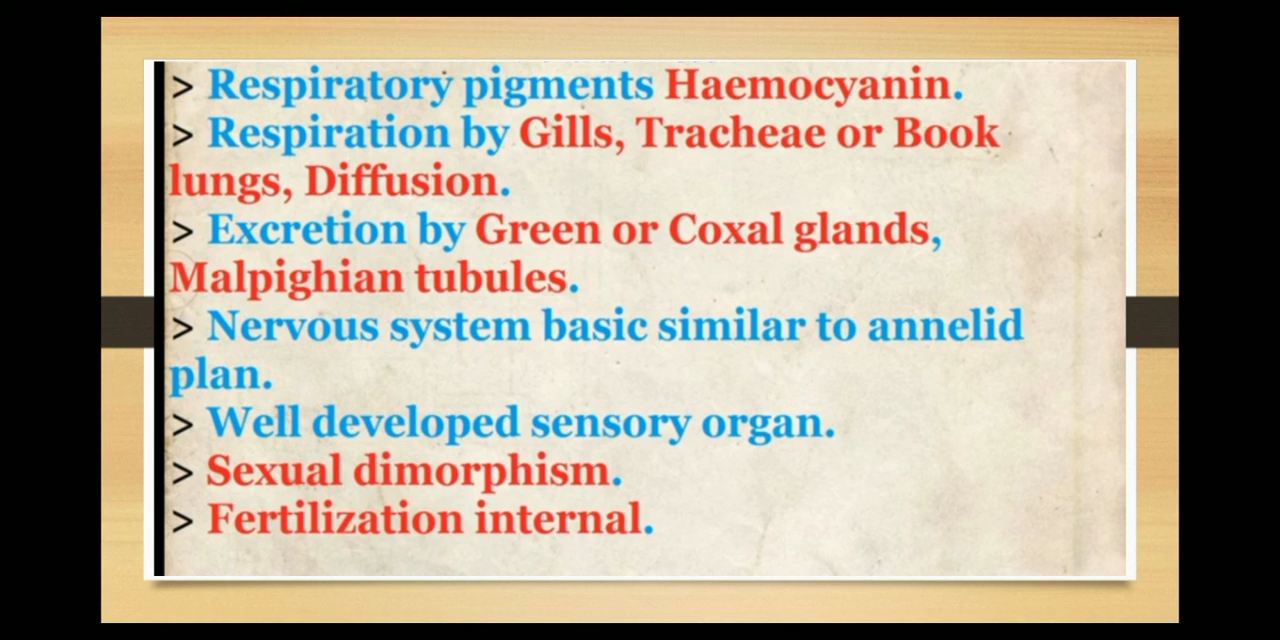 > Respiratory pigments Haemocyanin.
> Respiration by Gills, Tracheae or Book
lungs, Diffusion.
> Excretion by Green or Coxal glands,
Malpighian tubules.
> Nervous system basic similar to annelid
plan.
> Well developed sensory organ.
> Sexual dimorphism.
> Fertilization internal.